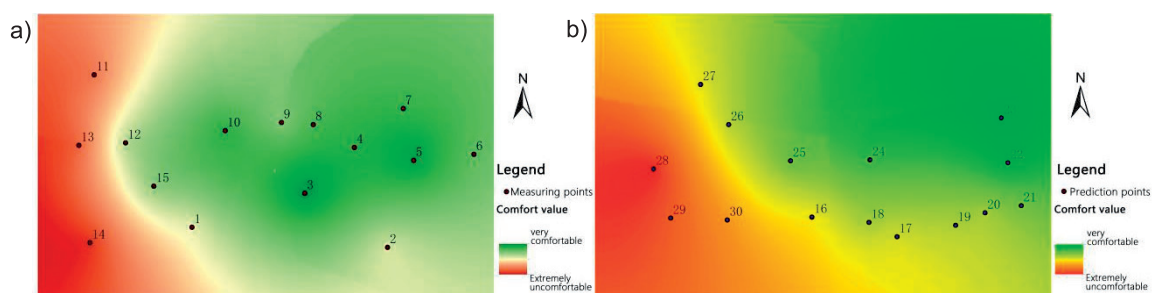 a)
11
13
12
15
14
1
10
9
8
7
4
5
6
3
2
N
Legend
Measuring points
Comfort value
very
comfortable
Extremely
uncomfortable
b)
27
26
28
29
30
25
24
16
18
17
19
20
21
N
Legend
Prediction points
Comfort value
very
comfortable
Extremely
uncomfortable